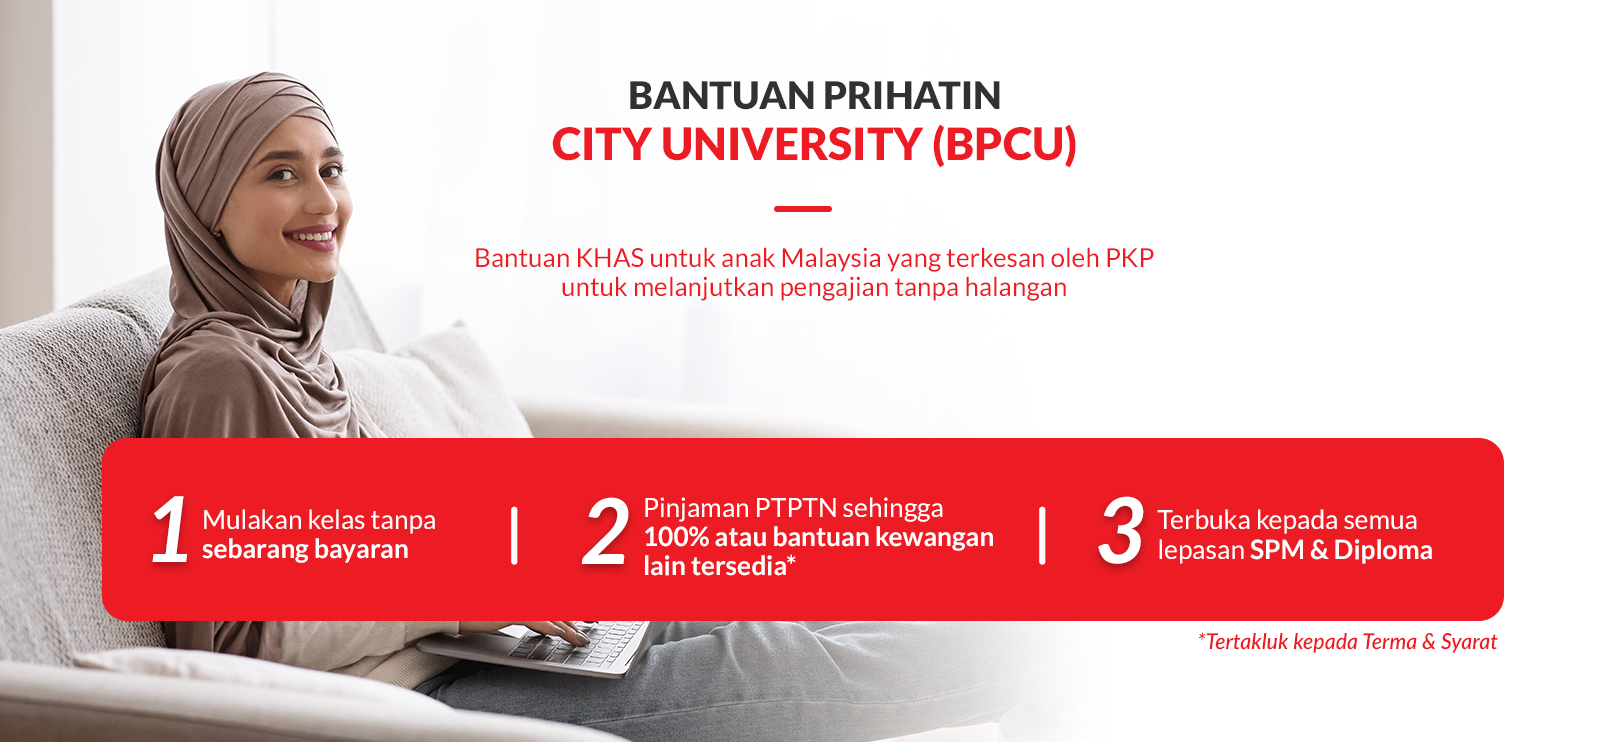 BANTUAN PRIHATIN
CITY UNIVERSITY (BPCU)
Bantuan KHAS untuk anak Malaysia yang terkesan oleh PKP
untuk melanjutkan pengajian tanpa halangan
1
Mulakan kelas tanpa
sebarang bayaran
2
Pinjaman PTPTN sehingga
100% atau bantuan kewangan
lain tersedia*
3
Terbuka kepada semua
lepasan SPM & Diploma
*Tertakluk kepada Terma & Syarat